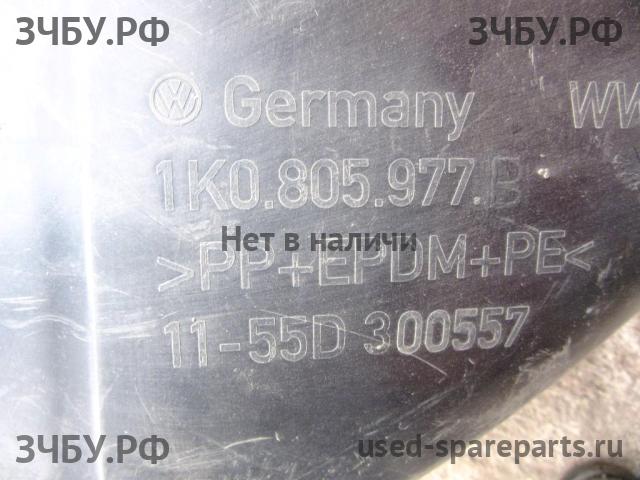 ЗЧБУ.РФ ЗЧБУ.РФ
Germany WW
1K0.805.977.B
Нет в наличи
>PP+EPDM+PE<
11-55D 300557
ЗЧБУ.РФ used-spareparts.ru